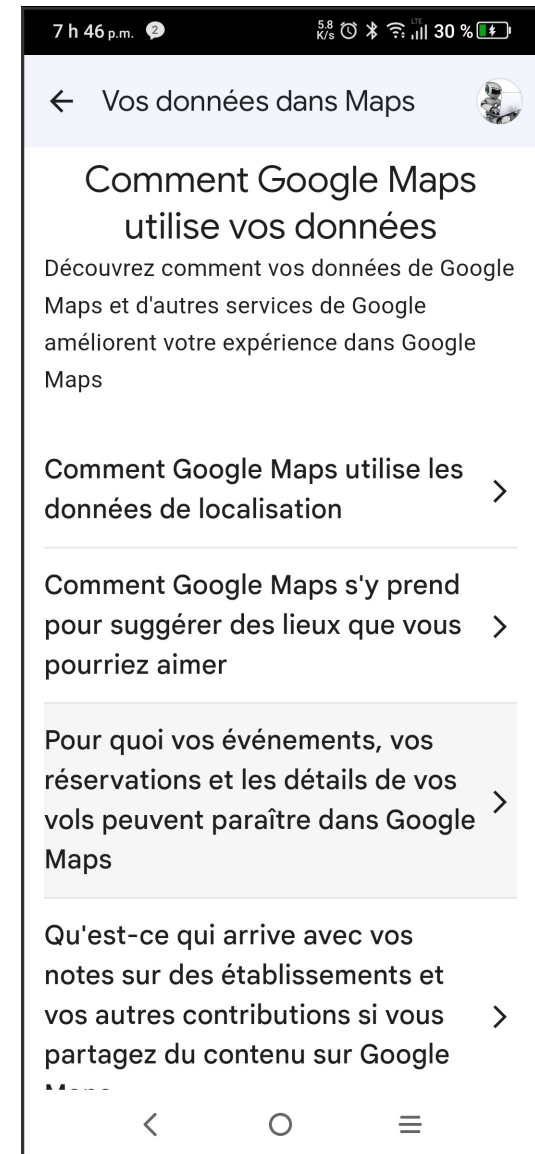 7 h 46 p.m. 2 5.8 K/s LTE 30 %
Vos données dans Maps
Comment Google Maps
utilise vos données
Découvrez comment vos données de Google
Maps et d'autres services de Google
améliorent votre expérience dans Google
Maps
Comment Google Maps utilise les
données de localisation
Comment Google Maps s'y prend
pour suggérer des lieux que vous
pourriez aimer
Pour quoi vos événements, vos
réservations et les détails de vos
vols peuvent paraître dans Google
Maps
Qu'est-ce qui arrive avec vos
notes sur des établissements et
vos autres contributions si vous
partagez du contenu sur Google